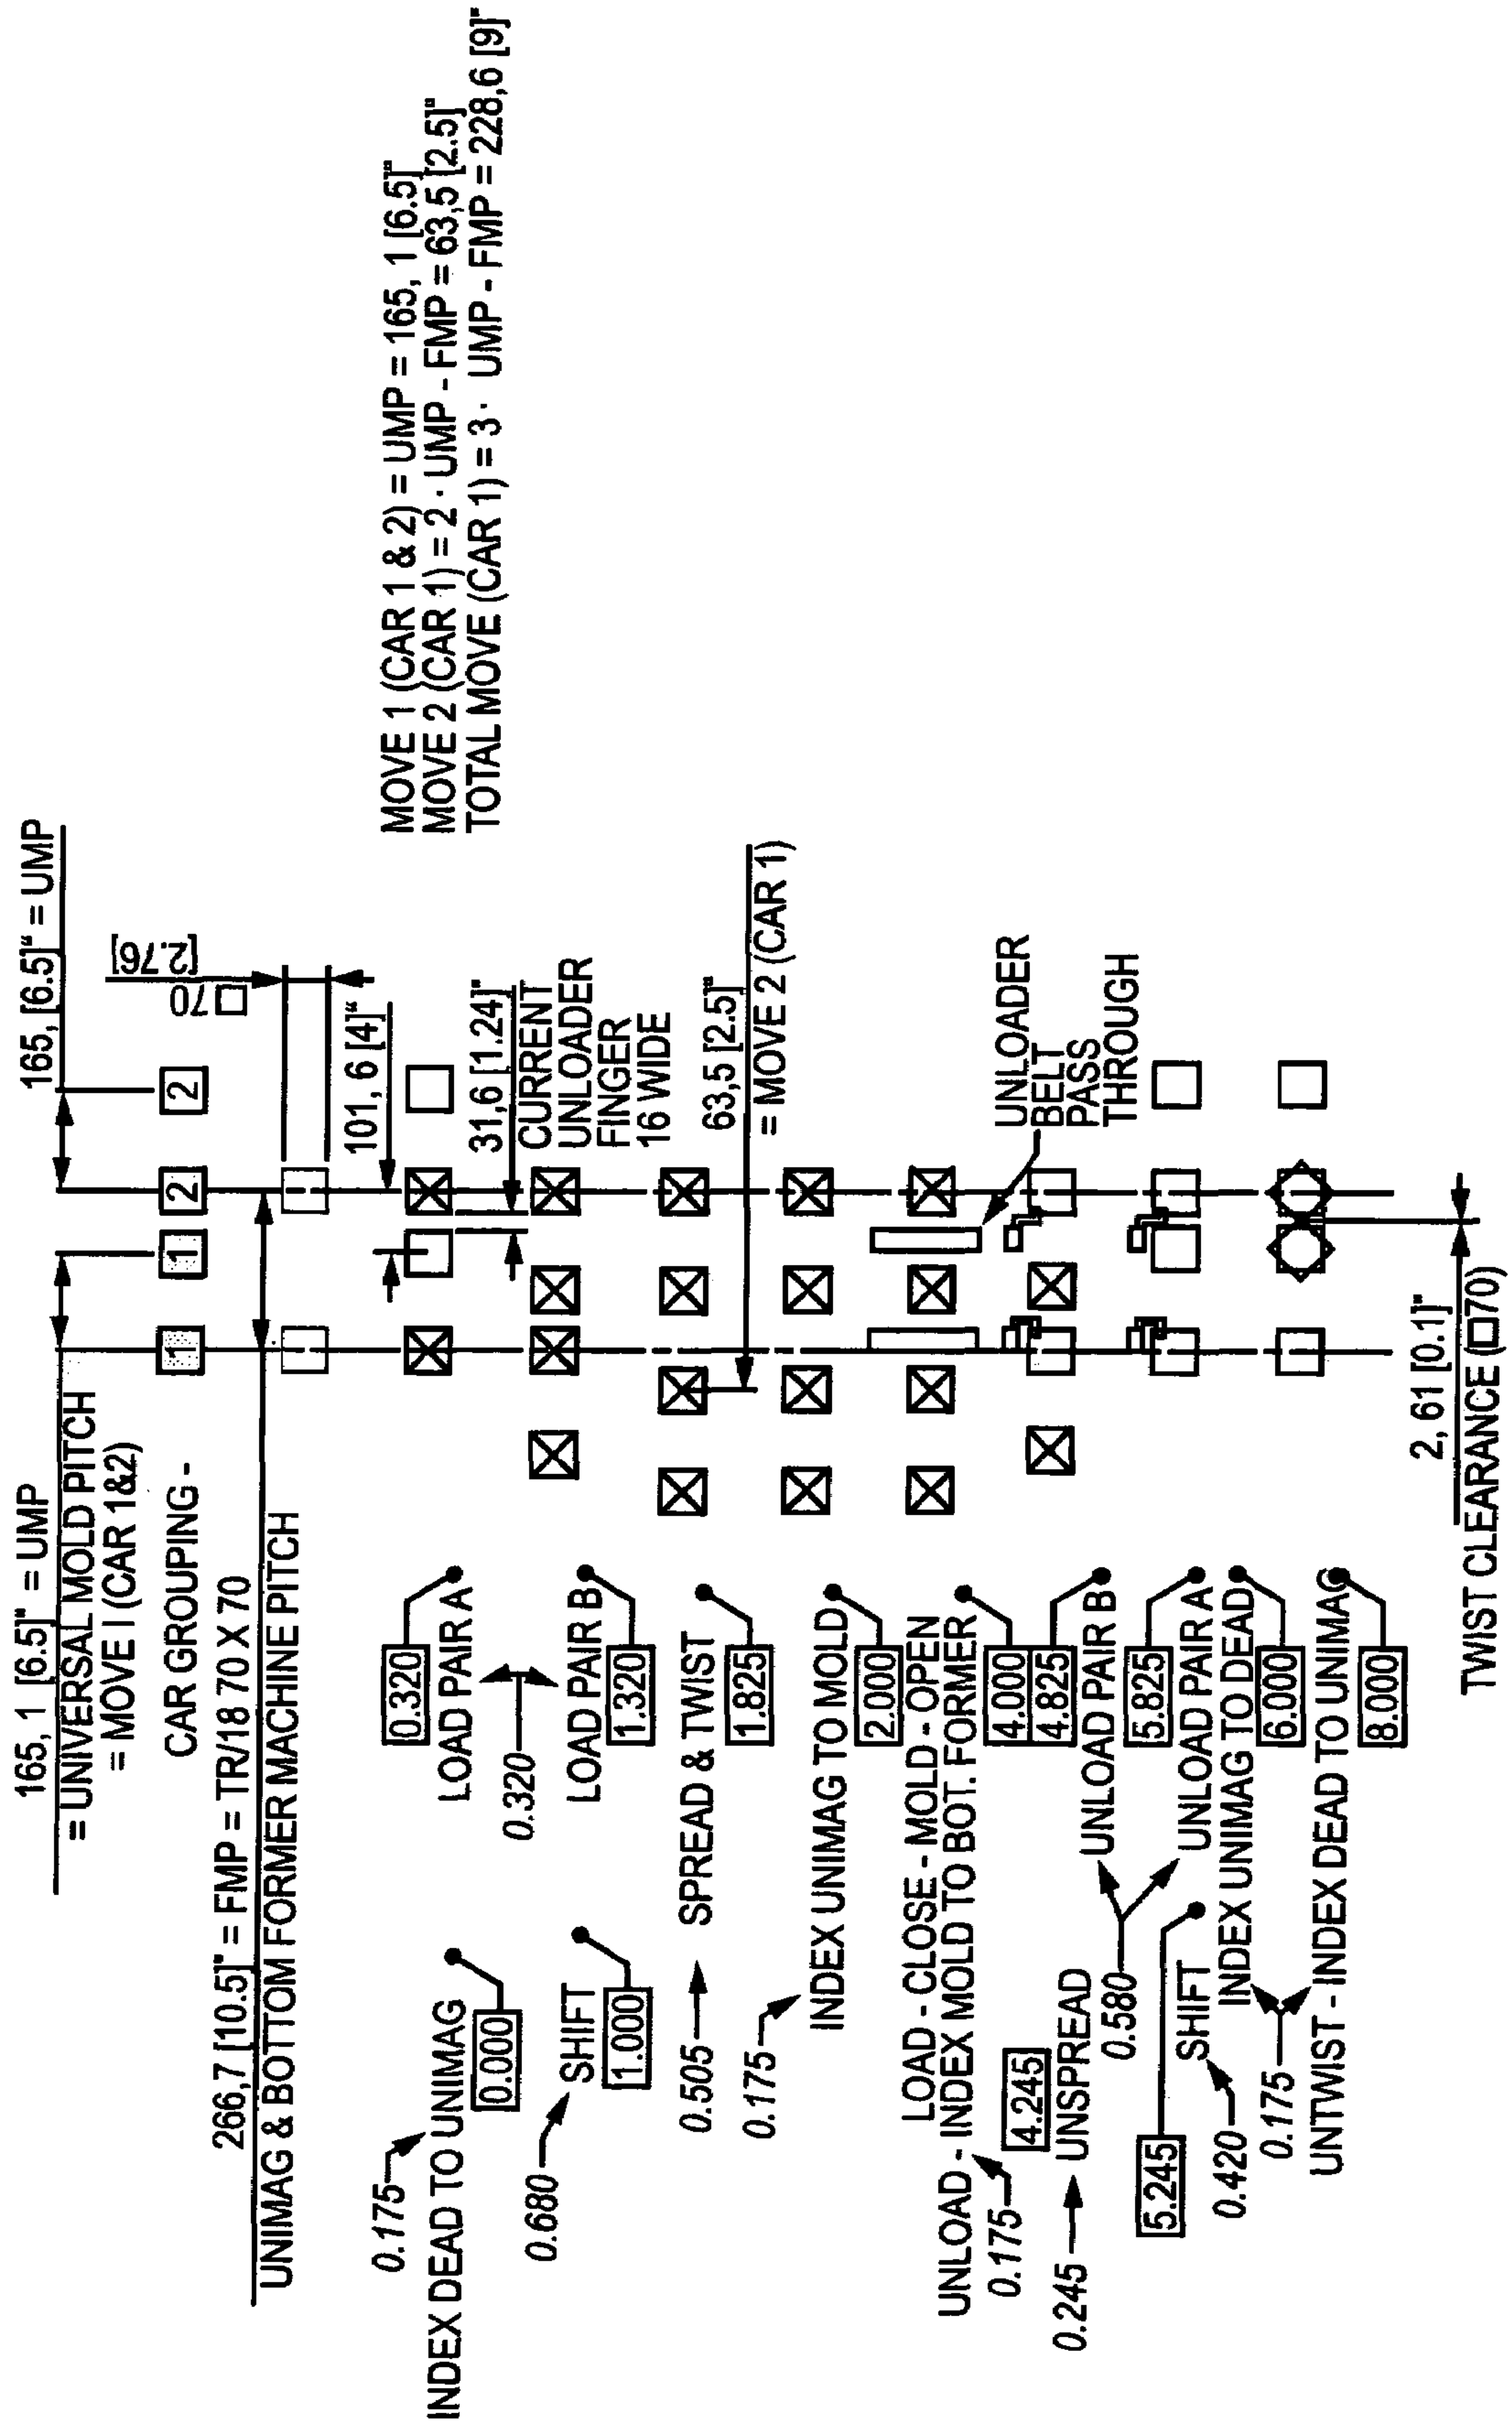 165, 1 [6.5]" = UMP
= UNIVERSAL MOLD PITCH
= MOVE I (CAR 1&2)
CAR GROUPING -
266,7 [10.5]" = FMP = TR/18 70 X 70
UNIMAG & BOTTOM FORMER MACHINE PITCH
1
1
2
2
165, [6.5]" = UMP
□70
[2.76]
101, 6 [4]"
31,6 [1.24]"
CURRENT
UNLOADER
FINGER
16 WIDE
63,5 [2.5]"
= MOVE 2 (CAR 1)
MOVE 1 (CAR 1 & 2) = UMP = 165, 1 [6.5]"
MOVE 2 (CAR 1) = 2 · UMP - FMP = 63,5 [2.5]"
TOTAL MOVE (CAR 1) = 3 · UMP - FMP = 228,6 [9]"
UNLOADER
BELT
PASS
THROUGH
0.175
INDEX DEAD TO UNIMAG
0.000
0.320
LOAD PAIR A
0.320
0.680
SHIFT
1.000
LOAD PAIR B
1.320
0.505
SPREAD & TWIST
1.825
0.175
INDEX UNIMAG TO MOLD
2.000
LOAD - CLOSE - MOLD - OPEN
UNLOAD - INDEX MOLD TO BOT. FORMER
0.175
4.000
4.245
4.825
0.245
UNSPREAD
UNLOAD PAIR B
0.580
5.245
5.825
SHIFT
UNLOAD PAIR A
0.420
INDEX UNIMAG TO DEAD
6.000
0.175
UNTWIST - INDEX DEAD TO UNIMAG
8.000
2, 61 [0.1]"
TWIST CLEARANCE (□70)